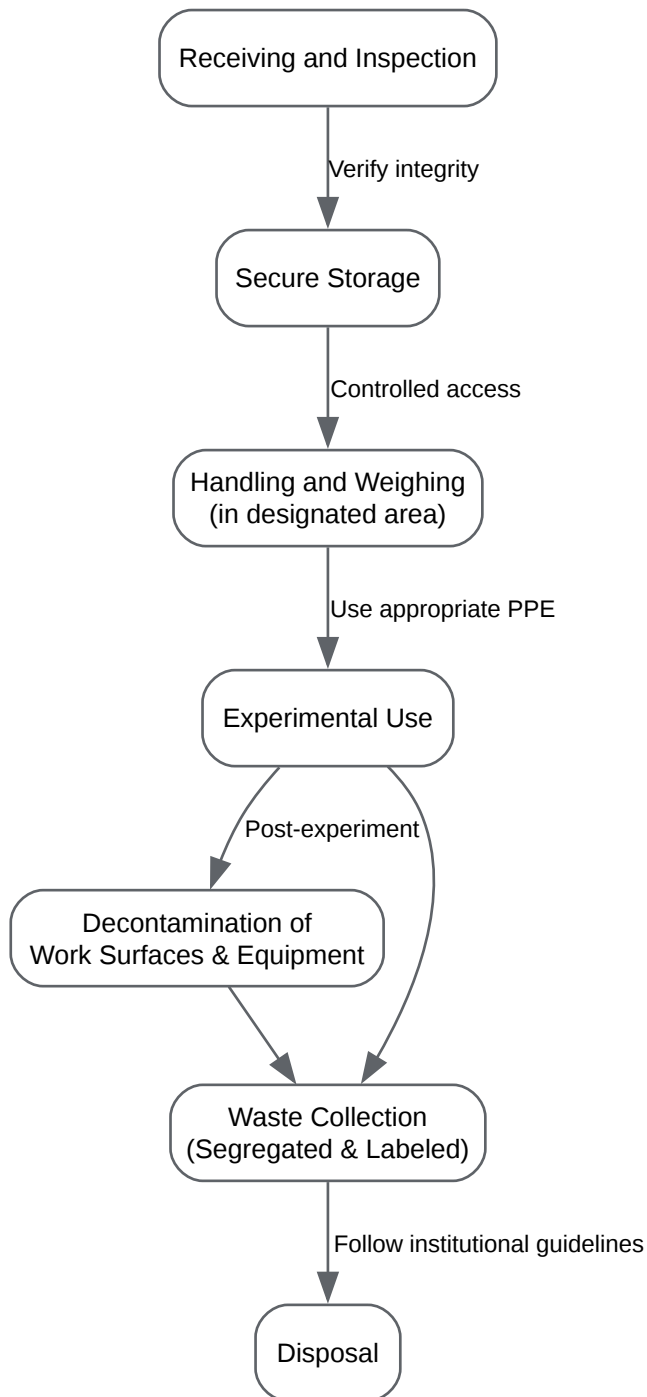 Receiving and Inspection
Verify integrity
Secure Storage
Controlled access
Handling and Weighing
(in designated area)
Use appropriate PPE
Experimental Use
Post-experiment
Decontamination of
Work Surfaces & Equipment
Waste Collection
(Segregated & Labeled)
Follow institutional guidelines
Disposal